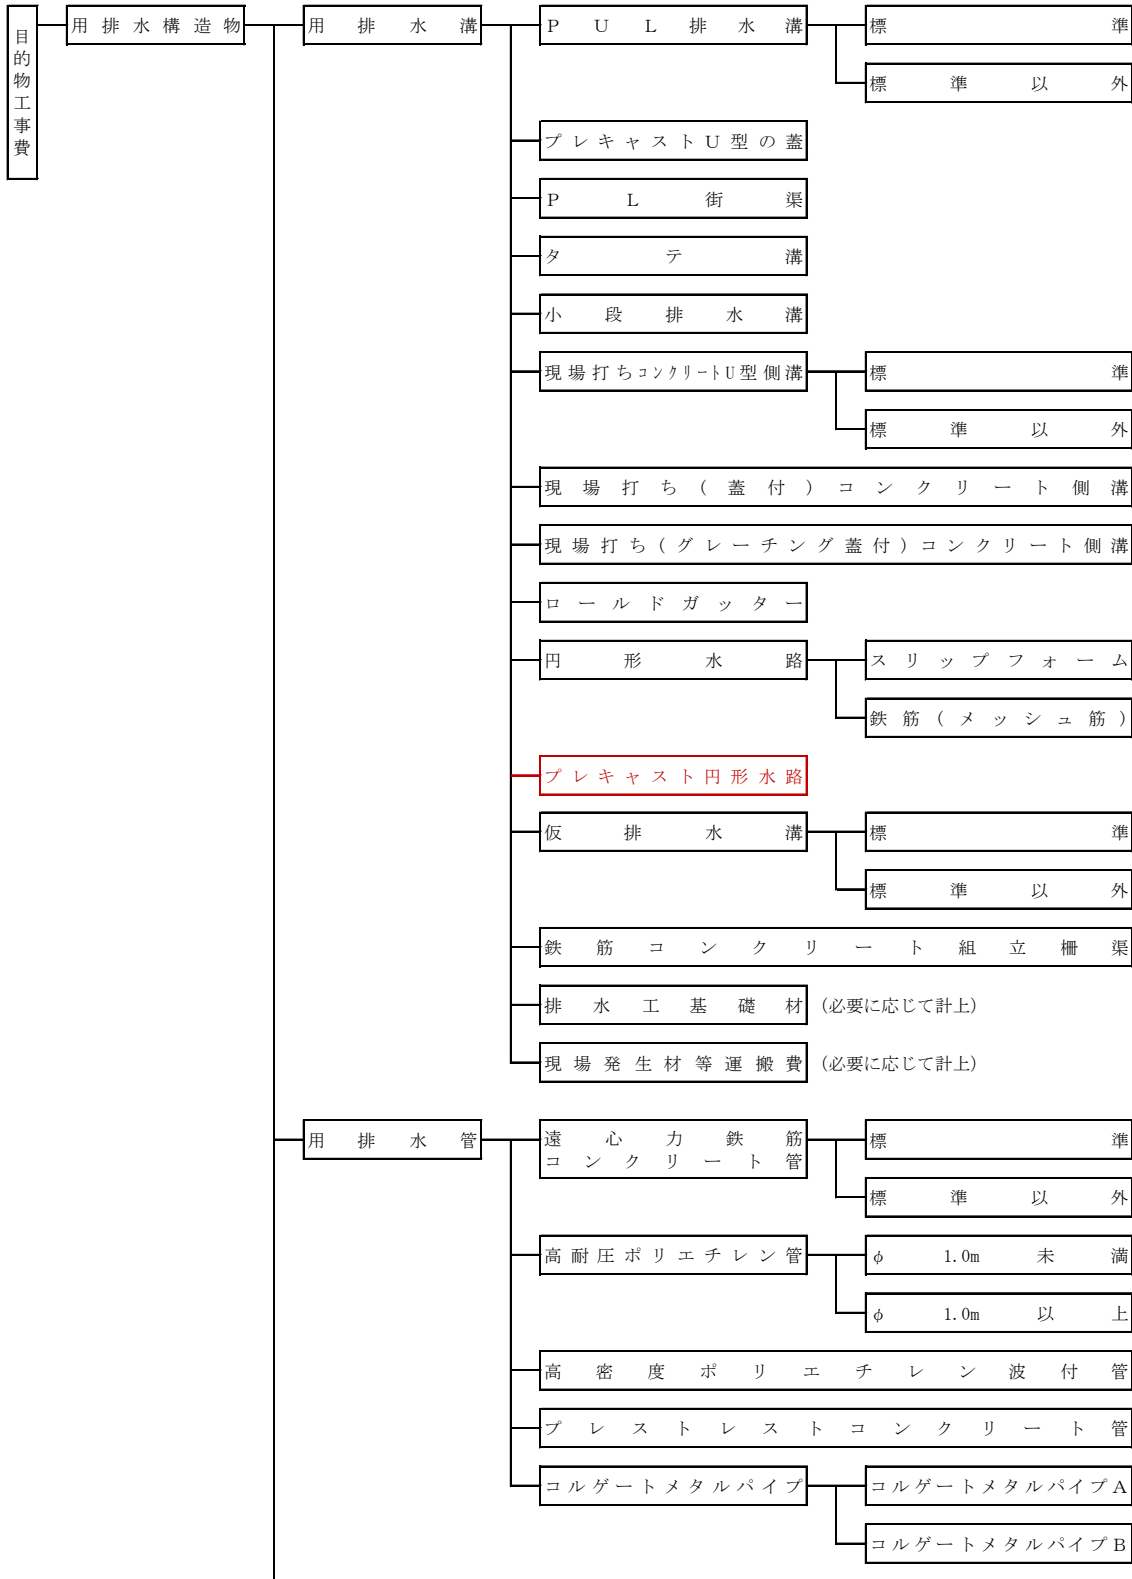 目的物工事費
用排水構造物
用排水溝
PUL排水溝
標準
標準以外
プレキャストU型の蓋
PL街渠
タテ溝
小段排水溝
現場打ちコンクリートU型側溝
標準
標準以外
現場打ち(蓋付)コンクリート側溝
現場打ち(グレーチング蓋付)コンクリート側溝
ロールドガッター
円形水路
スリップフォーム
鉄筋(メッシュ筋)
プレキャスト円形水路
仮排水溝
標準
標準以外
鉄筋コンクリート組立柵渠
排水工基礎材 (必要に応じて計上)
現場発生材等運搬費 (必要に応じて計上)
用排水管
遠心力鉄筋
コンクリート管
標準
標準以外
高耐圧ポリエチレン管
φ1.0m未満
φ1.0m以上
高密度ポリエチレン波付管
プレストレストコンクリート管
コルゲートメタルパイプ
コルゲートメタルパイプA
コルゲートメタルパイプB